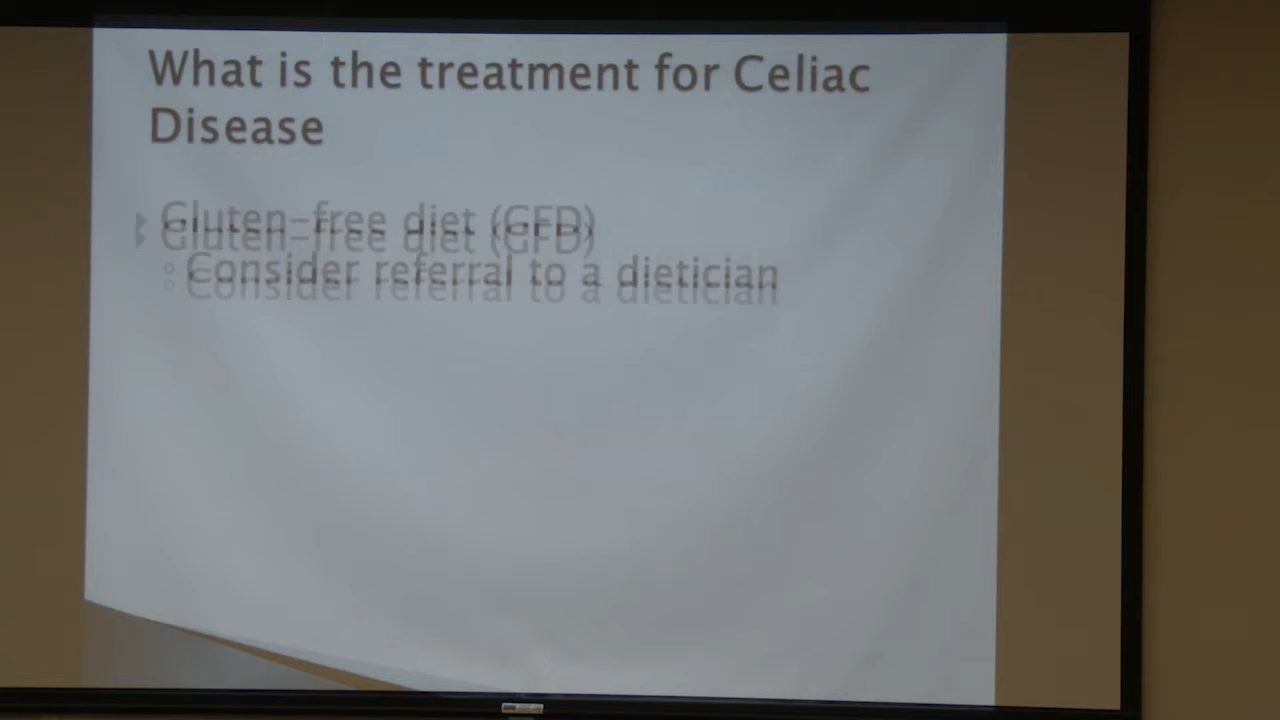 What is the treatment for Celiac
Disease
Gluten-free diet (GFD)
Consider referral to a dietician